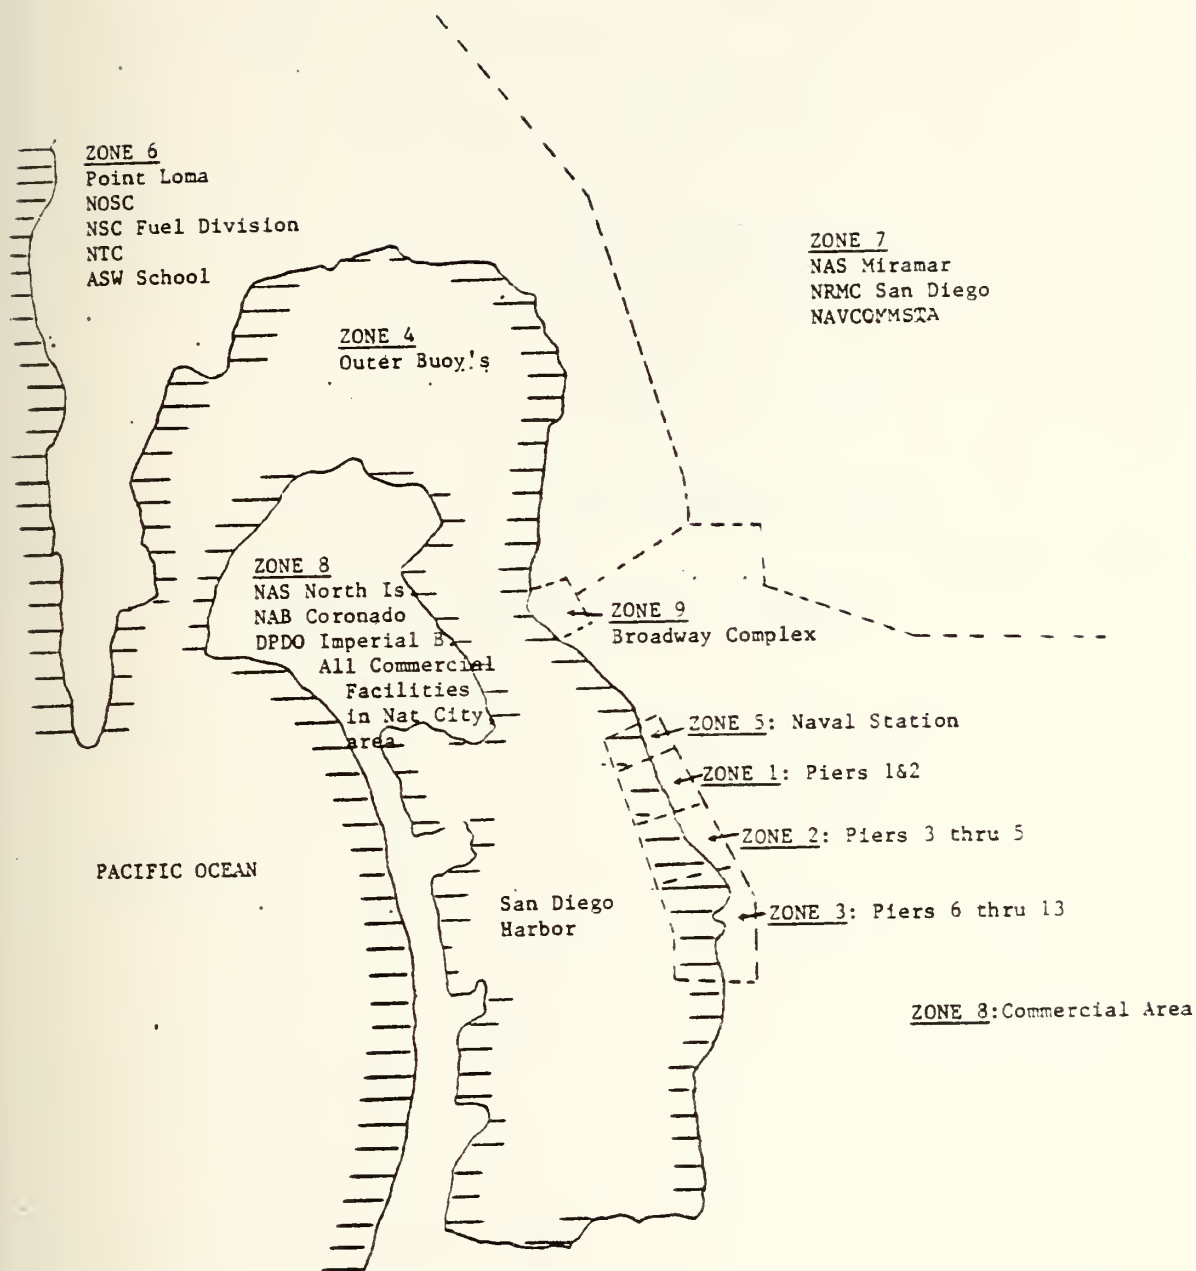 ZONE 6
Point Loma
NOSC
NSC Fuel Division
NTC
ASW School
ZONE 7
NAS Miramar
NRMC San Diego
NAVCOMMSTA
ZONE 4
Outer Buoy's
ZONE 8
NAS North Is
NAB Coronado
DPDO Imperial B.
All Commercial
Facilities
in Nat City
area
ZONE 9
Broadway Complex
ZONE 5: Naval Station
ZONE 1: Piers 1&2
ZONE 2: Piers 3 thru 5
PACIFIC OCEAN
San Diego
Harbor
ZONE 3: Piers 6 thru 13
ZONE 8:Commercial Area